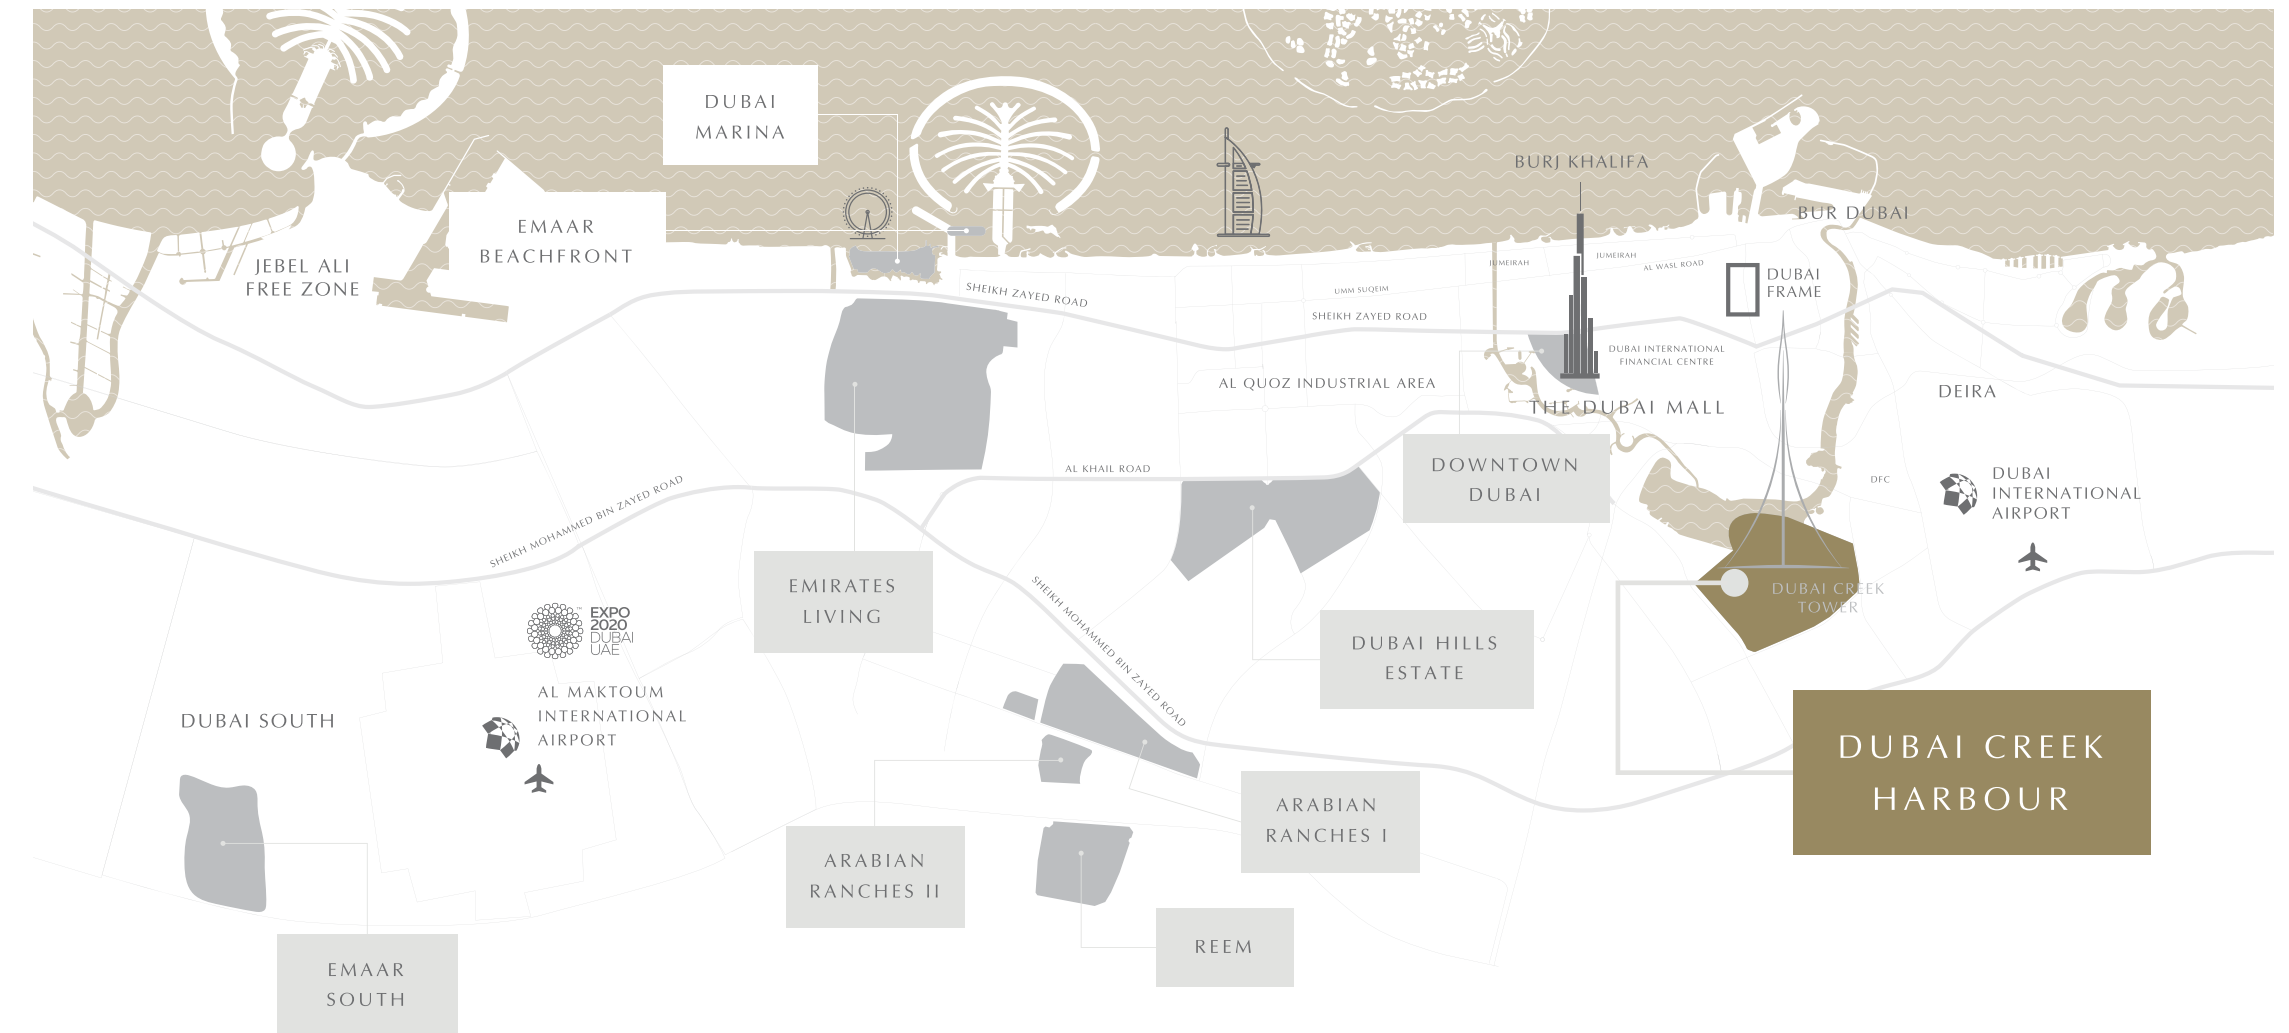 DUBAI
MARINA
BURJ KHALIFA
BUR DUBAI
EMAAR
BEACHFRONT
JEBEL ALI
FREE ZONE
JUMEIRAH
JUMEIRAH
AL WASL ROAD
DUBAI
FRAME
UMM SUQEIM
SHEIKH ZAYED ROAD
SHEIKH ZAYED ROAD
DUBAI INTERNATIONAL
FINANCIAL CENTRE
AL QUOZ INDUSTRIAL AREA
DEIRA
THE DUBAI MALL
AL KHAIL ROAD
DOWNTOWN
DUBAI
DFC
DUBAI
INTERNATIONAL
AIRPORT
SHEIKH MOHAMMED BIN ZAYED ROAD
EMIRATES
LIVING
DUBAI CREEK
TOWER
EXPO
2020
DUBAI
UAE
TM
SHEIKH MOHAMMED BIN ZAYED ROAD
DUBAI HILLS
ESTATE
AL MAKTOUM
INTERNATIONAL
AIRPORT
DUBAI SOUTH
DUBAI CREEK
HARBOUR
ARABIAN
RANCHES I
ARABIAN
RANCHES II
REEM
EMAAR
SOUTH